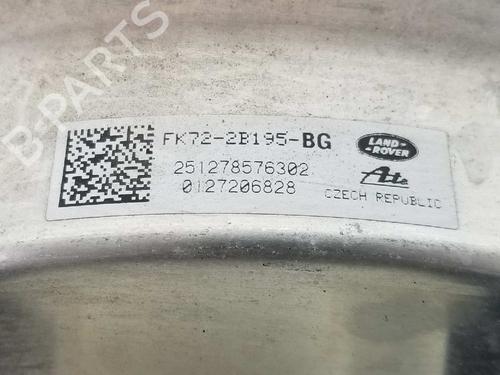 B-PARTS
FK72-2B195-BG
LAND-
ROVER
251278576302
0127206828
Ate
CZECH REPUBLIC